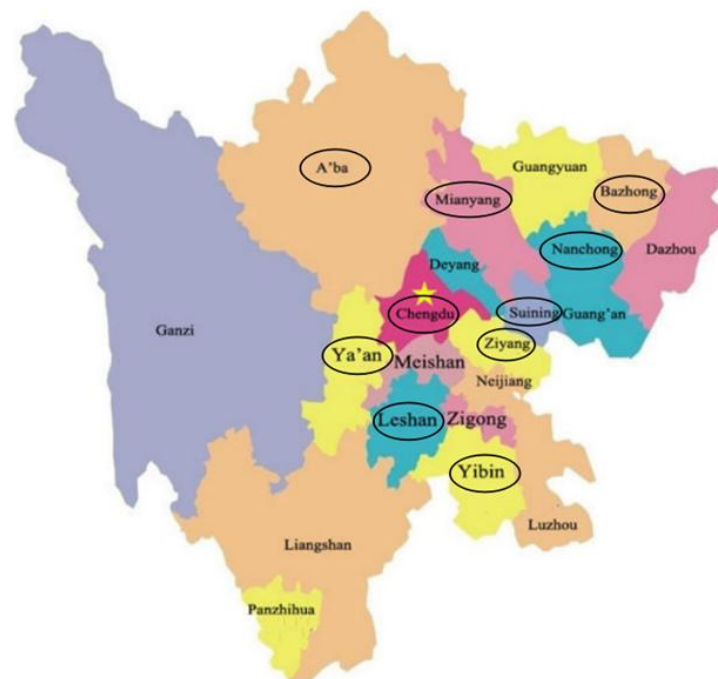 A'ba
Guangyuan
Mianyang
Bazhong
Nanchong
Dazhou
Deyang
Chengdu
Suining
Guang'an
Ganzi
Ya'an
Ziyang
Meishan
Neijiang
Leshan
Zigong
Yibin
Luzhou
Liangshan
Panzhihua